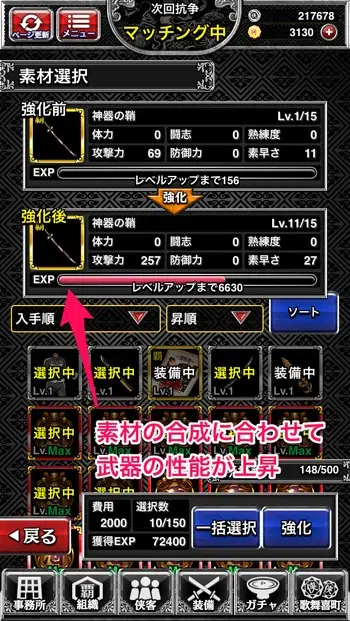 ページ更新
メニュー
次回抗争
マッチング中
217678
3130
素材選択
強化前
覇
神器の鞘 Lv.1/15
体力 0 闘志 0 熟練度 0
攻撃力 69 防御力 0 素早さ 11
EXP
レベルアップまで156
強化
強化後
覇
神器の鞘 Lv.11/15
体力 0 闘志 0 熟練度 0
攻撃力 257 防御力 0 素早さ 27
EXP
レベルアップまで6630
入手順 昇順 ソート
選択中 選択中 装備中 選択中 装備中
Lv.1 Lv.1 Lv.1 Lv.1 Lv.1
選択中
Lv.Max
選択中
Lv.Max
素材の合成に合わせて
武器の性能が上昇
148/500
戻る
費用 選択数
2000 10/150
獲得EXP 72400
一括選択
強化
事務所
覇
組織
侠客
装備
ガチャ
歌舞喜町